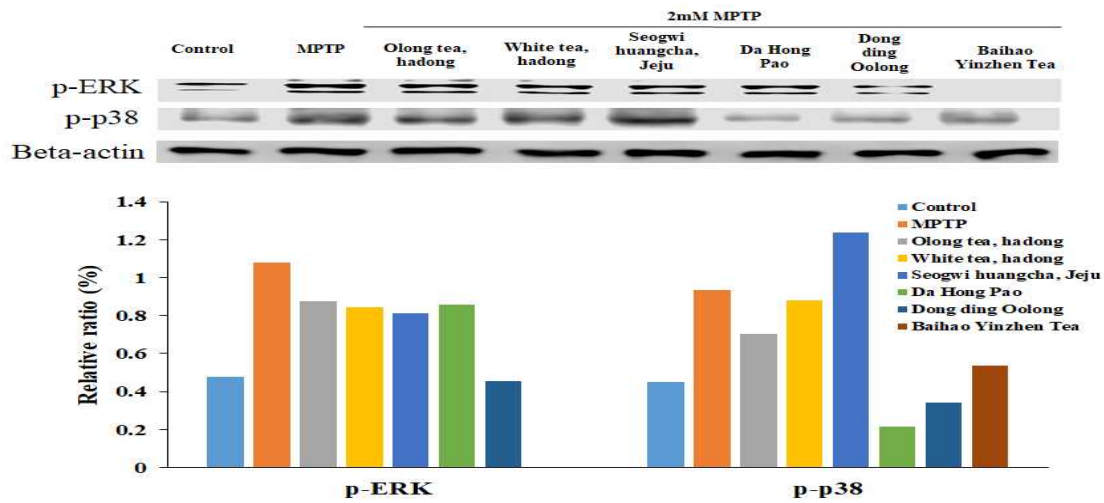 2mM MPTP
Control
MPTP
Olong tea,
hadong
White tea,
hadong
Seogwi
huangcha,
Jeju
Da Hong
Pao
Dong
ding
Oolong
Baihao
Yinzhen Tea
p-ERK
p-p38
Beta-actin
Relative ratio (%)
1.4
1.2
1
0.8
0.6
0.4
0.2
0
Control
MPTP
Olong tea, hadong
White tea, hadong
Seogwi huangcha, Jeju
Da Hong Pao
Dong ding Oolong
Baihao Yinzhen Tea
p-ERK
p-p38